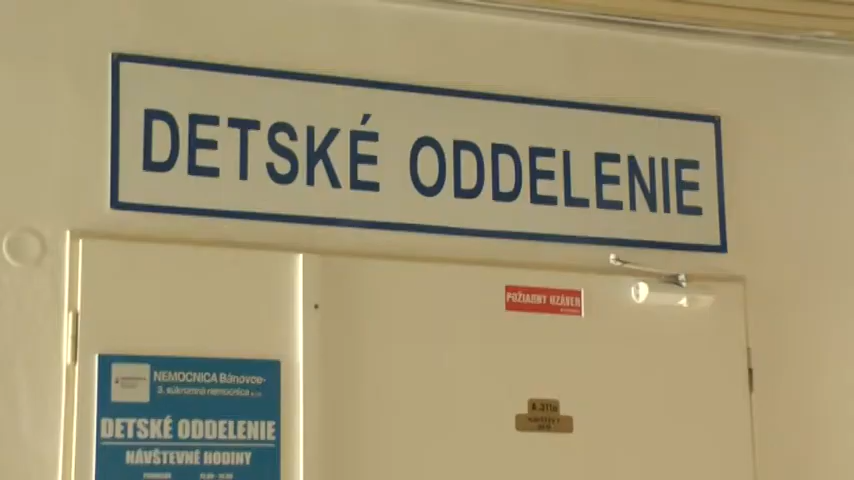 DETSKÉ ODDELENIE
POŽIARNY UZÁVER
NEMOCNICA Bánovce-
3. súkromná nemocnica s.r.o.
DETSKÉ ODDELENIE
NÁVŠTEVNÉ HODINY